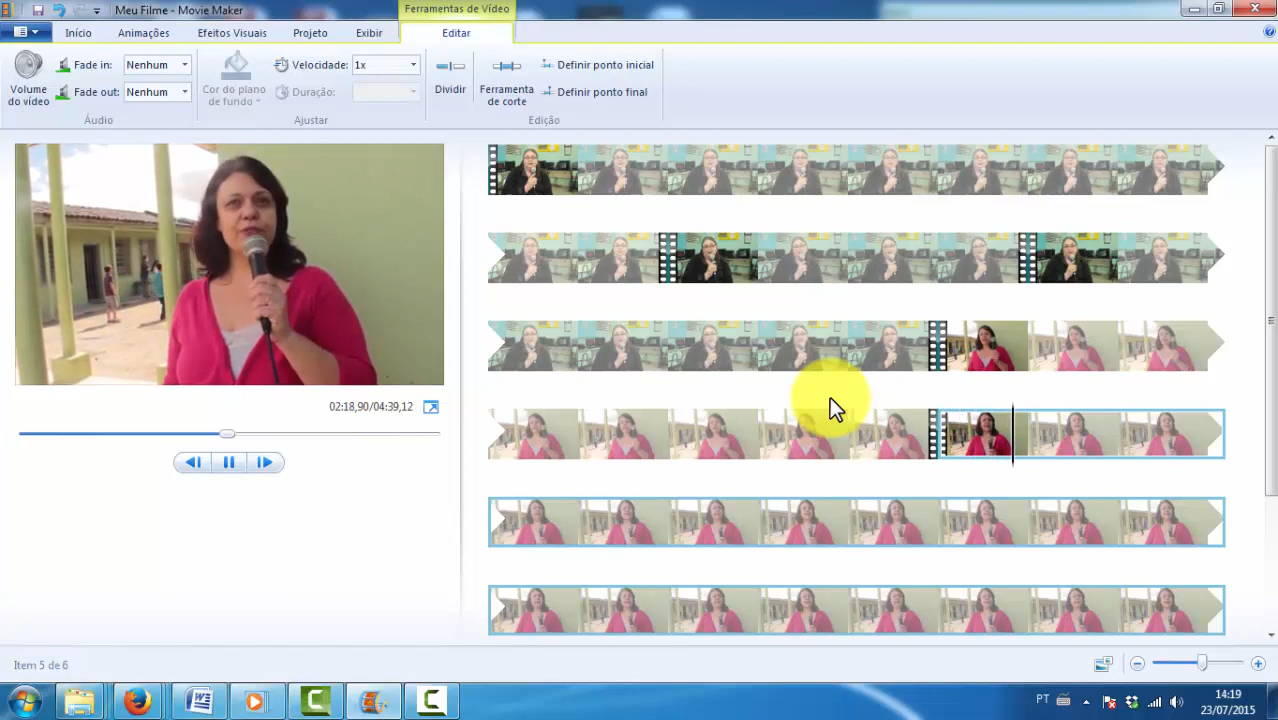 Meu Filme - Movie Maker
Ferramentas de Vídeo
Início
Animações
Efeitos Visuais
Projeto
Exibir
Editar
Volume do vídeo
Fade in: Nenhum
Fade out: Nenhum
Áudio
Cor do plano de fundo
Velocidade: 1x
Duração:
Ajustar
Dividir
Ferramenta de corte
Definir ponto inicial
Definir ponto final
Edição
02:18,90/04:39,12
Item 5 de 6
PT
14:19
23/07/2015